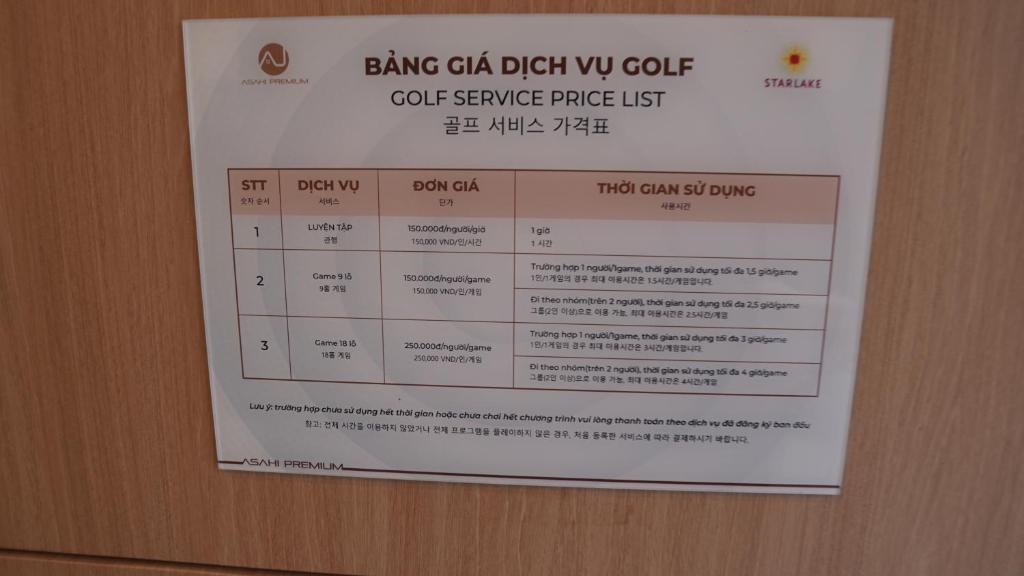 ASAHI PREMIUM
BẢNG GIÁ DỊCH VỤ GOLF
GOLF SERVICE PRICE LIST
골프 서비스 가격표
STARLAKE
STT
숫자 순서
DỊCH VỤ
서비스
ĐƠN GIÁ
단가
THỜI GIAN SỬ DỤNG
사용시간
1
LUYỆN TẬP
관행
150.000đ/người/giờ
150,000 VND/인/시간
1 giờ
1 시간
2
Game 9 lỗ
9홀 게임
150.000đ/người/game
150,000 VND/인/게임
Trường hợp 1 người/1game, thời gian sử dụng tối đa 1,5 giờ/game
1인/1게임의 경우 최대 이용시간은 1.5시간/게임입니다.
Đi theo nhóm(trên 2 người), thời gian sử dụng tối đa 2,5 giờ/game
그룹(2인 이상)으로 이용 가능, 최대 이용시간은 2.5시간/게임
3
Game 18 lỗ
18홀 게임
250.000đ/người/game
250,000 VND/인/게임
Trường hợp 1 người/1game, thời gian sử dụng tối đa 3 giờ/game
1인/1게임의 경우 최대 이용시간은 3시간/게임입니다.
Đi theo nhóm(trên 2 người), thời gian sử dụng tối đa 4 giờ/game
그룹(2인 이상)으로 이용 가능, 최대 이용시간은 4시간/게임
Lưu ý: trường hợp chưa sử dụng hết thời gian hoặc chưa chơi hết chương trình vui lòng thanh toán theo dịch vụ đã đăng ký ban đầu
참고: 전체 시간을 이용하지 않았거나 전체 프로그램을 플레이하지 않은 경우, 처음 등록한 서비스에 따라 결제하시기 바랍니다.
ASAHI PREMIUM